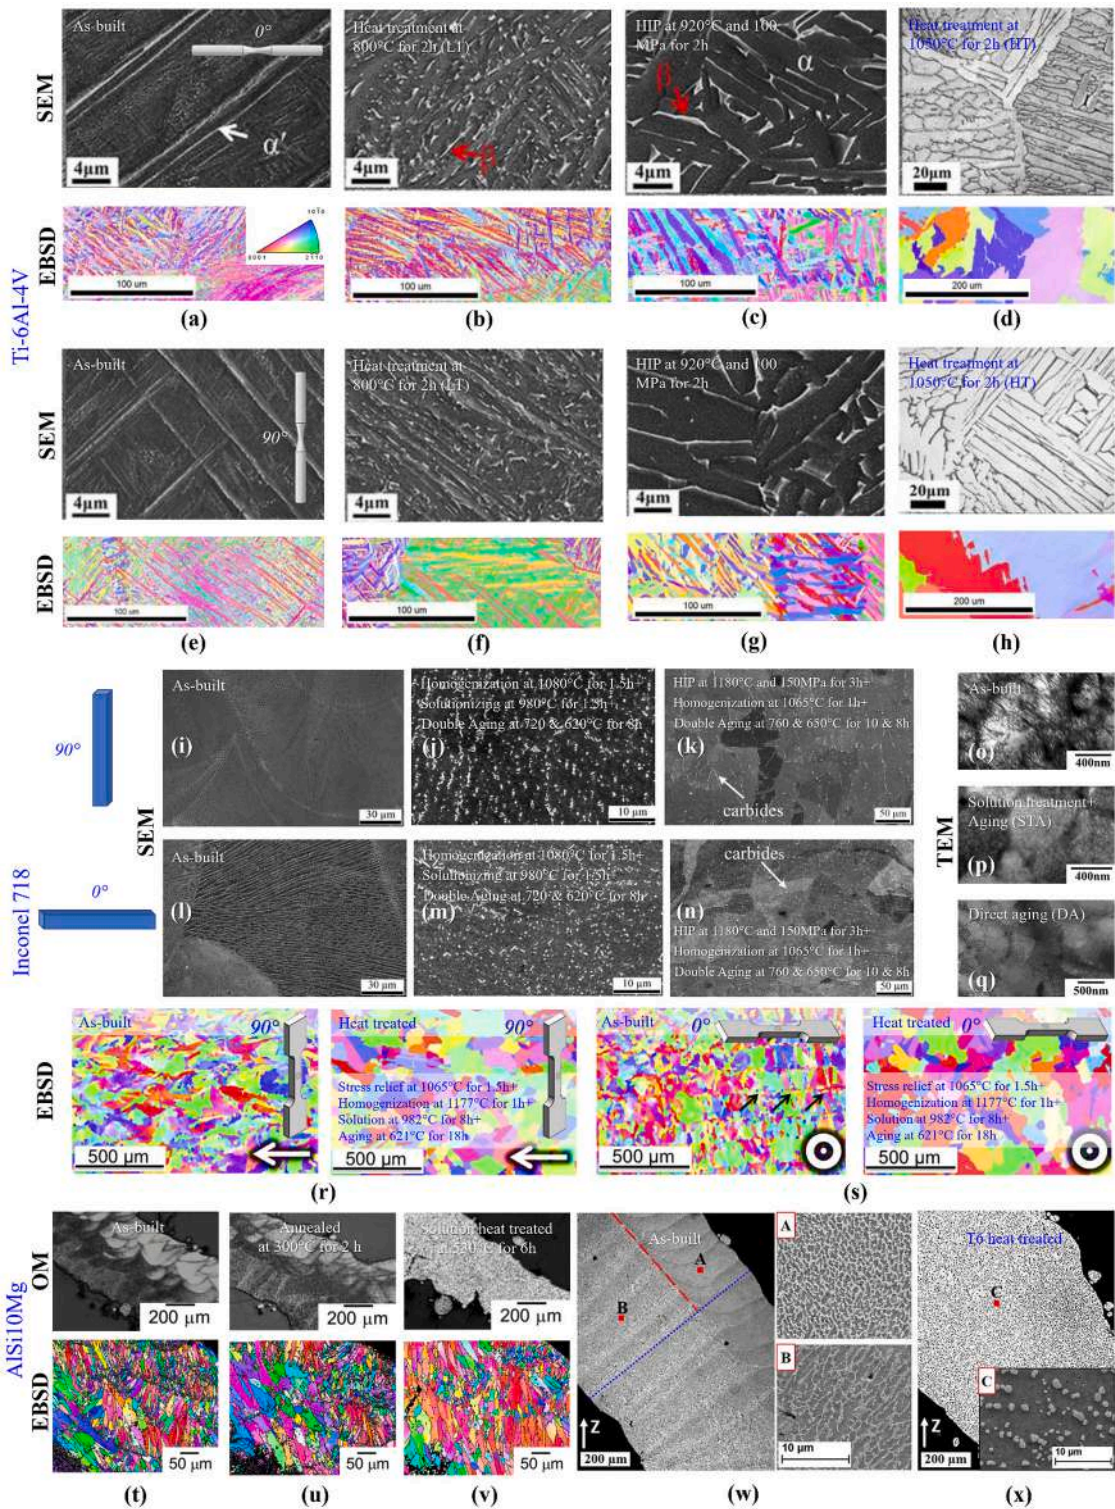 As-built
0°
α'
4μm
Heat treatment at
800°C for 2h (LT)
β
4μm
HIP at 920°C and 100
MPa for 2h
α
β
4μm
Heat treatment at
1050°C for 2h (HT)
20μm
SEM
EBSD
10ī0
0001
2110
100 um
100 um
100 um
200 um
(a)
(b)
(c)
(d)
Ti-6Al-4V
As-built
90°
4μm
Heat treatment at
800°C for 2h (LT)
4μm
HIP at 920°C and 100
MPa for 2h
4μm
Heat treatment at
1050°C for 2h (HT)
20μm
SEM
EBSD
100 um
100 um
100 um
200 um
(e)
(f)
(g)
(h)
90°
SEM
As-built
(i)
30 μm
Homogenization at 1080°C for 1.5h+
Solutionizing at 980°C for 1.5h+
Double Aging at 720 & 620°C for 8h
(j)
10 μm
HIP at 1180°C and 150MPa for 3h+
Homogenization at 1065°C for 1h+
Double Aging at 760 & 650°C for 10 & 8h
(k)
carbides
50 μm
TEM
As-built
(o)
400nm
Solution treatment+
Aging (STA)
(p)
400nm
Inconel 718
0°
As-built
(l)
30 μm
Homogenization at 1080°C for 1.5h+
Solutionizing at 980°C for 1.5h+
Double Aging at 720 & 620°C for 8h
(m)
10 μm
carbides
(n)
HIP at 1180°C and 150MPa for 3h+
Homogenization at 1065°C for 1h+
Double Aging at 760 & 650°C for 10 & 8h
50 μm
Direct aging (DA)
(q)
500nm
EBSD
As-built
90°
500 μm
Heat treated
90°
Stress relief at 1065°C for 1.5h+
Homogenization at 1177°C for 1h+
Solution at 982°C for 8h+
Aging at 621°C for 18h
500 μm
As-built
0°
500 μm
Heat treated
0°
Stress relief at 1065°C for 1.5h+
Homogenization at 1177°C for 1h+
Solution at 982°C for 8h+
Aging at 621°C for 18h
500 μm
(r)
(s)
AlSi10Mg
OM
EBSD
As-built
200 μm
Annealed
at 300°C for 2 h
200 μm
Solution heat treated
at 530°C for 6h
200 μm
50 μm
50 μm
50 μm
As-built
A
B
Z
200 μm
A
B
10 μm
T6 heat treated
C
C
Z
200 μm
10 μm
(t)
(u)
(v)
(w)
(x)